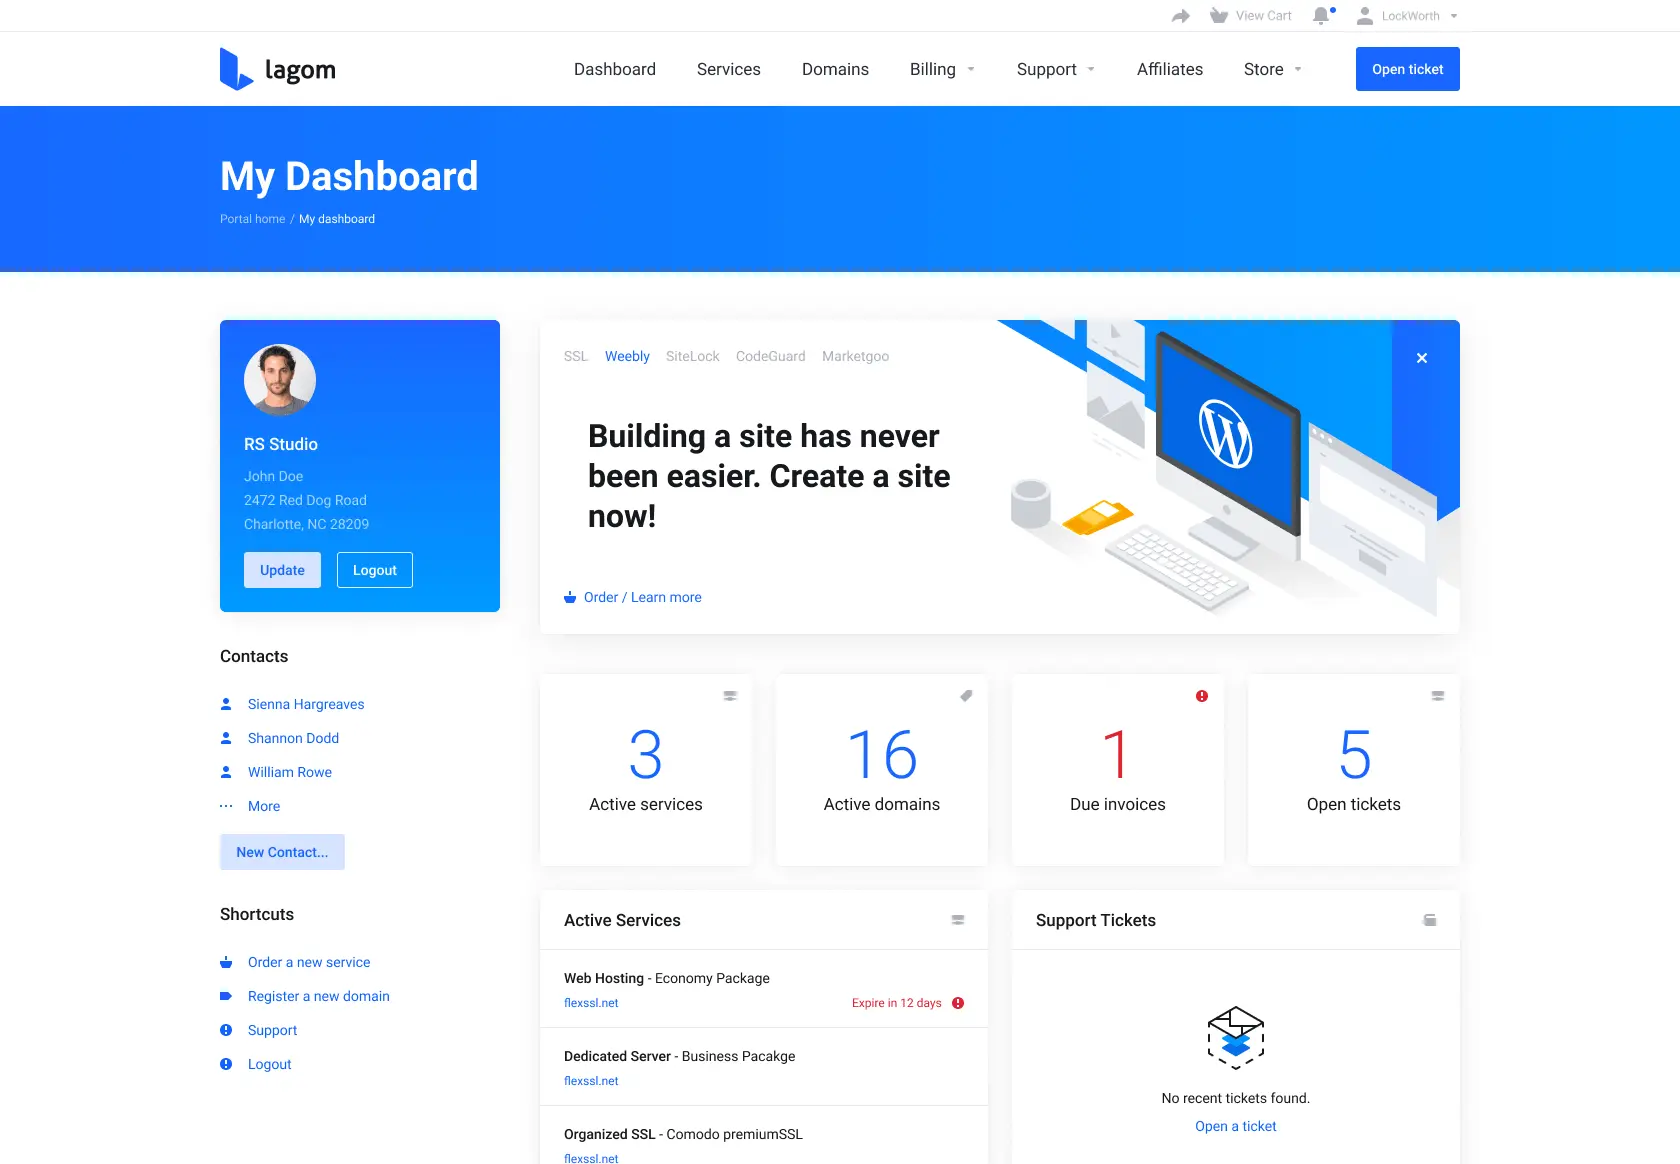 View Cart
LockWorth
lagom
Dashboard
Services
Domains
Billing
Support
Affiliates
Store
Open ticket
My Dashboard
Portal home / My dashboard
RS Studio
John Doe
2472 Red Dog Road
Charlotte, NC 28209
Update
Logout
Contacts
Sienna Hargreaves
Shannon Dodd
William Rowe
More
New Contact...
Shortcuts
Order a new service
Register a new domain
Support
Logout
SSL
Weebly
SiteLock
CodeGuard
Marketgoo
Building a site has never
been easier. Create a site
now!
Order / Learn more
3
Active services
16
Active domains
1
Due invoices
5
Open tickets
Active Services
Web Hosting - Economy Package
flexssl.net
Expire in 12 days
Dedicated Server - Business Pacakge
flexssl.net
Organized SSL - Comodo premiumSSL
flexssl.net
Support Tickets
No recent tickets found.
Open a ticket